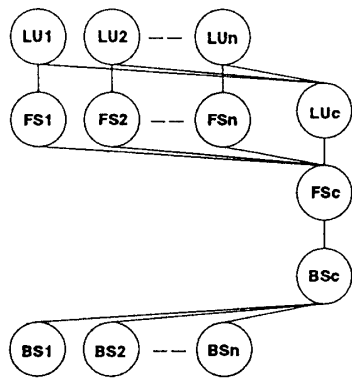 LU1 LU2 LUn
LUc
FS1 FS2 FSn
FSc
BSc
BS1 BS2 BSn